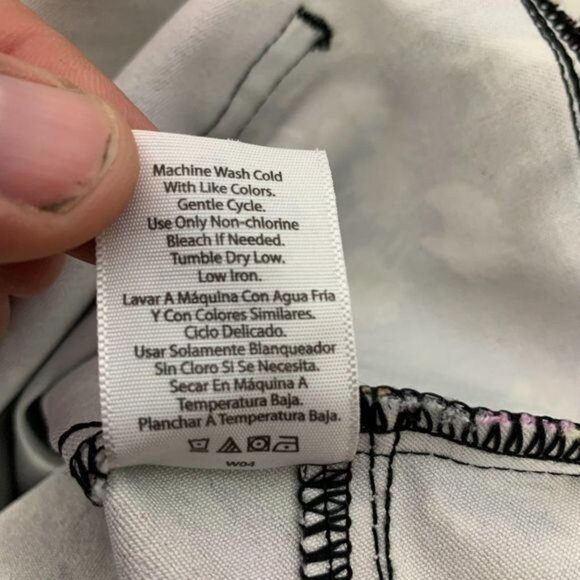 Machine Wash Cold
With Like Colors.
Gentle Cycle.
Use Only Non-chlorine
Bleach If Needed.
Tumble Dry Low.
Low Iron.
Lavar A Máquina Con Agua Fría
Y Con Colores Similares.
Ciclo Delicado.
Usar Solamente Blanqueador
Sin Cloro Si Se Necesita.
Secar En Máquina A
Temperatura Baja.
Planchar A Temperatura Baja.
W04